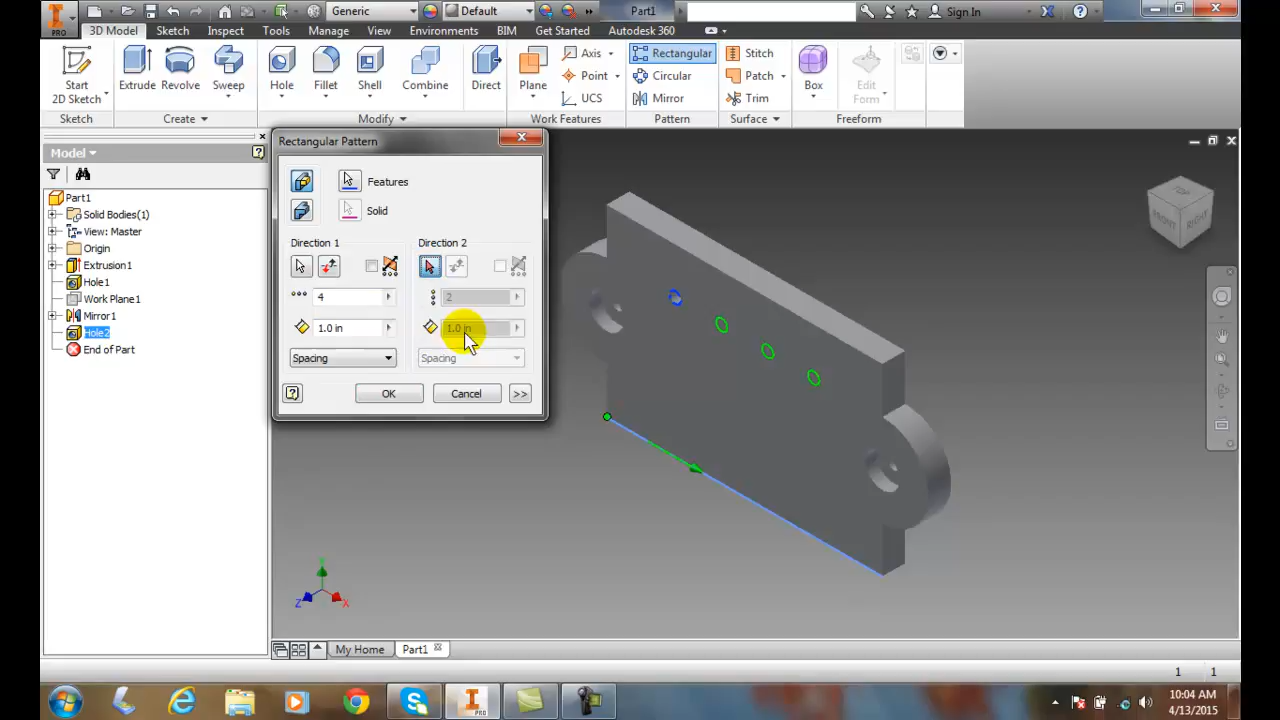 Generic
Default
Part1
Sign In
PRO
3D Model
Sketch
Inspect
Tools
Manage
View
Environments
BIM
Get Started
Autodesk 360
Start
2D Sketch
Extrude
Revolve
Sweep
Hole
Fillet
Shell
Combine
Direct
Plane
Axis
Point
UCS
Rectangular
Circular
Mirror
Stitch
Patch
Trim
Box
Edit
Form
Sketch
Create
Modify
Work Features
Pattern
Surface
Freeform
Model
Part1
Solid Bodies(1)
View: Master
Origin
Extrusion1
Hole1
Work Plane1
Mirror1
Hole2
End of Part
Rectangular Pattern
Features
Solid
Direction 1
Direction 2
4
2
1.0 in
1.0 in
Spacing
Spacing
OK
Cancel
>>
FRONT
RIGHT
Z
X
My Home
Part1
1 1
PRO
10:04 AM
4/13/2015